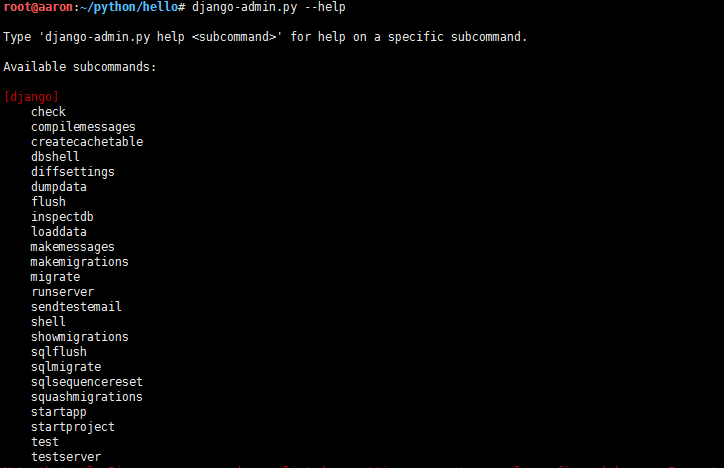 root@aaron:~/python/hello# django-admin.py --help
Type 'django-admin.py help <subcommand>' for help on a specific subcommand.
Available subcommands:
[django]
check
compilemessages
createcachetable
dbshell
diffsettings
dumpdata
flush
inspectdb
loaddata
makemessages
makemigrations
migrate
runserver
sendtestemail
shell
showmigrations
sqlflush
sqlmigrate
sqlsequencereset
squashmigrations
startapp
startproject
test
testserver